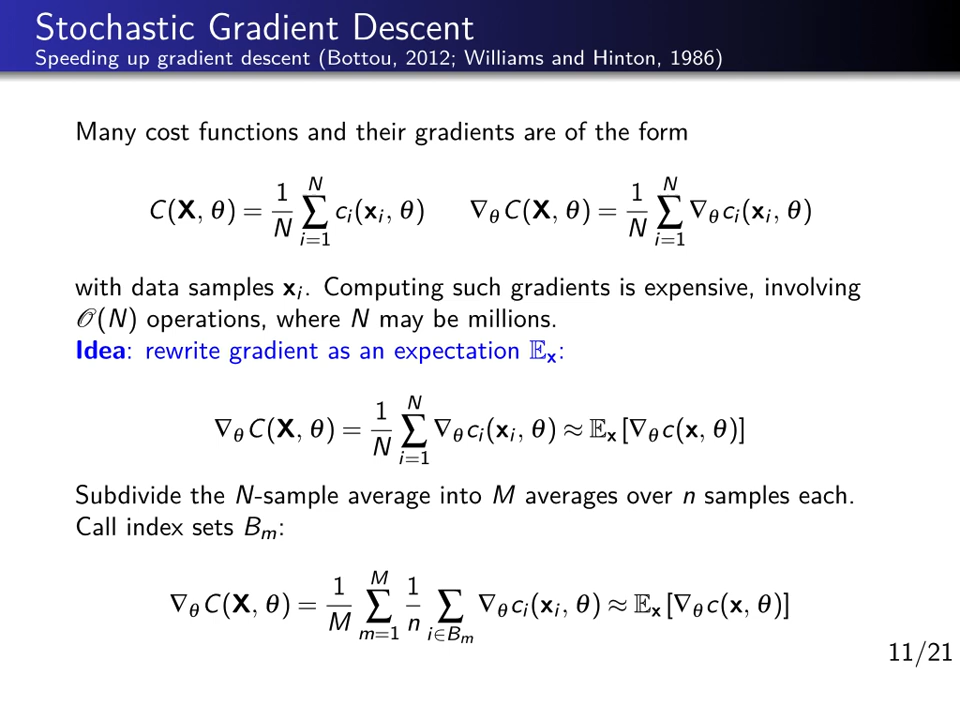 Stochastic Gradient Descent
Speeding up gradient descent (Bottou, 2012; Williams and Hinton, 1986)
Many cost functions and their gradients are of the form
C(X, θ) = 1/N ∑_{i=1}^{N} c_i(x_i, θ)   ∇_θ C(X, θ) = 1/N ∑_{i=1}^{N} ∇_θ c_i(x_i, θ)
with data samples x_i. Computing such gradients is expensive, involving
𝒪(N) operations, where N may be millions.
Idea: rewrite gradient as an expectation 𝔼_x:
∇_θ C(X, θ) = 1/N ∑_{i=1}^{N} ∇_θ c_i(x_i, θ) ≈ 𝔼_x [∇_θ c(x, θ)]
Subdivide the N-sample average into M averages over n samples each.
Call index sets B_m:
∇_θ C(X, θ) = 1/M ∑_{m=1}^{M} 1/n ∑_{i∈B_m} ∇_θ c_i(x_i, θ) ≈ 𝔼_x [∇_θ c(x, θ)]
11/21